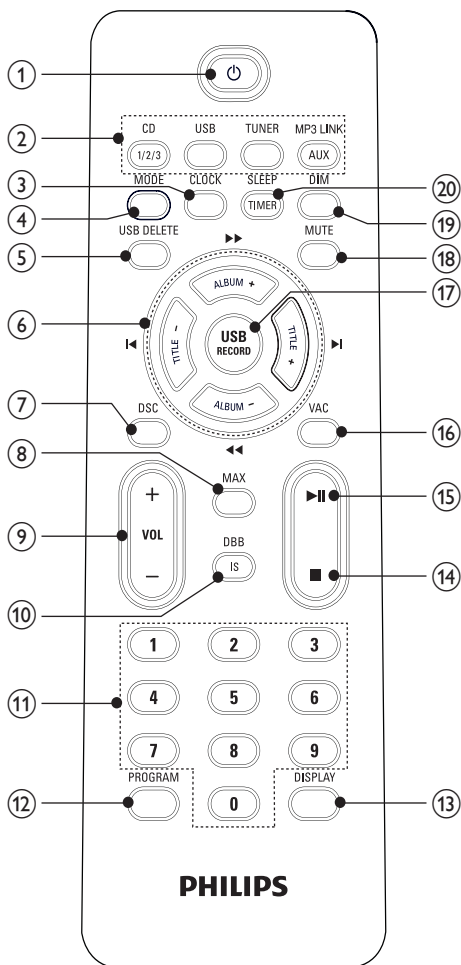 1
2
CD USB TUNER MP3 LINK
1/2/3 AUX
3
MODE CLOCK SLEEP DIM
TIMER
20
4
19
USB DELETE MUTE
5
18
ALBUM +
17
6
TITLE -
USB
RECORD
TITLE +
ALBUM -
7
DSC VAC
16
8
MAX
15
+
9
VOL
-
DBB
IS
10
14
1 2 3
11
4 5 6
7 8 9
PROGRAM DISPLAY
12
0
13
PHILIPS